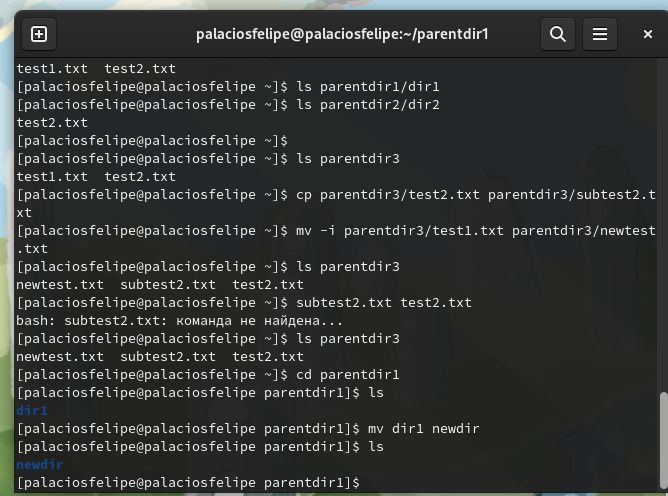 palaciosfelipe@palaciosfelipe:~/parentdir1
test1.txt  test2.txt
[palaciosfelipe@palaciosfelipe ~]$ ls parentdir1/dir1
[palaciosfelipe@palaciosfelipe ~]$ ls parentdir2/dir2
test2.txt
[palaciosfelipe@palaciosfelipe ~]$
[palaciosfelipe@palaciosfelipe ~]$ ls parentdir3
test1.txt  test2.txt
[palaciosfelipe@palaciosfelipe ~]$ cp parentdir3/test2.txt parentdir3/subtest2.t
xt
[palaciosfelipe@palaciosfelipe ~]$ mv -i parentdir3/test1.txt parentdir3/newtest
.txt
[palaciosfelipe@palaciosfelipe ~]$ ls parentdir3
newtest.txt  subtest2.txt  test2.txt
[palaciosfelipe@palaciosfelipe ~]$ subtest2.txt test2.txt
bash: subtest2.txt: команда не найдена...
[palaciosfelipe@palaciosfelipe ~]$ ls parentdir3
newtest.txt  subtest2.txt  test2.txt
[palaciosfelipe@palaciosfelipe ~]$ cd parentdir1
[palaciosfelipe@palaciosfelipe parentdir1]$ ls
dir1
[palaciosfelipe@palaciosfelipe parentdir1]$ mv dir1 newdir
[palaciosfelipe@palaciosfelipe parentdir1]$ ls
newdir
[palaciosfelipe@palaciosfelipe parentdir1]$